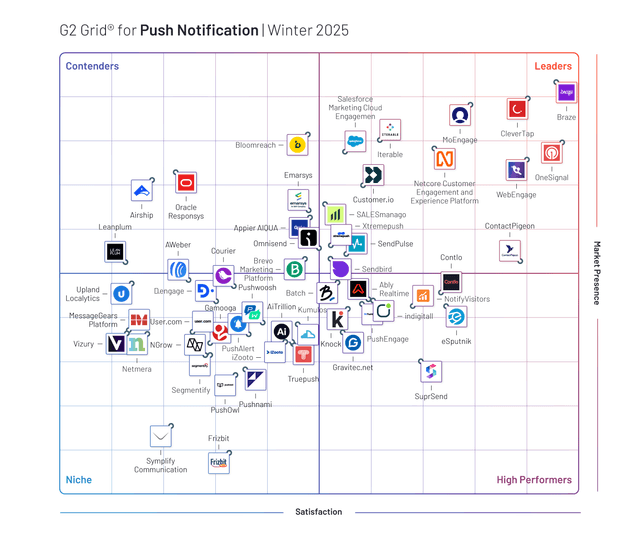 G2 Grid® for Push Notification | Winter 2025
Contenders
Leaders
Salesforce
Marketing Cloud
Engagemen
Braze
CleverTap
MoEngage
Iterable
Bloomreach
OneSignal
Netcore Customer
Engagement and
Experience Platform
WebEngage
Emarsys
Customer.io
Airship
Oracle
Responsys
SALESmanago
Xtremepush
ContactPigeon
Leanplum
Appier AIQUA
Omnisend
SendPulse
AWeber
Courier
Brevo
Marketing
Platform
Sendbird
ContIo
Upland
Localytics
D·engage
Pushwoosh
Batch
Ably
Realtime
NotifyVisitors
MessageGears
Platform
User.com
Gamooga
AiTrillion
Kumulos
indigitall
eSputnik
Vizury
NGrow
PushAlert
iZooto
Knock
PushEngage
Netmera
Truepush
Gravitec.net
Segmentify
PushOwl
Pushnami
SuprSend
Symplify
Communication
Frizbit
Frizbit
Niche
High Performers
Satisfaction
Market Presence